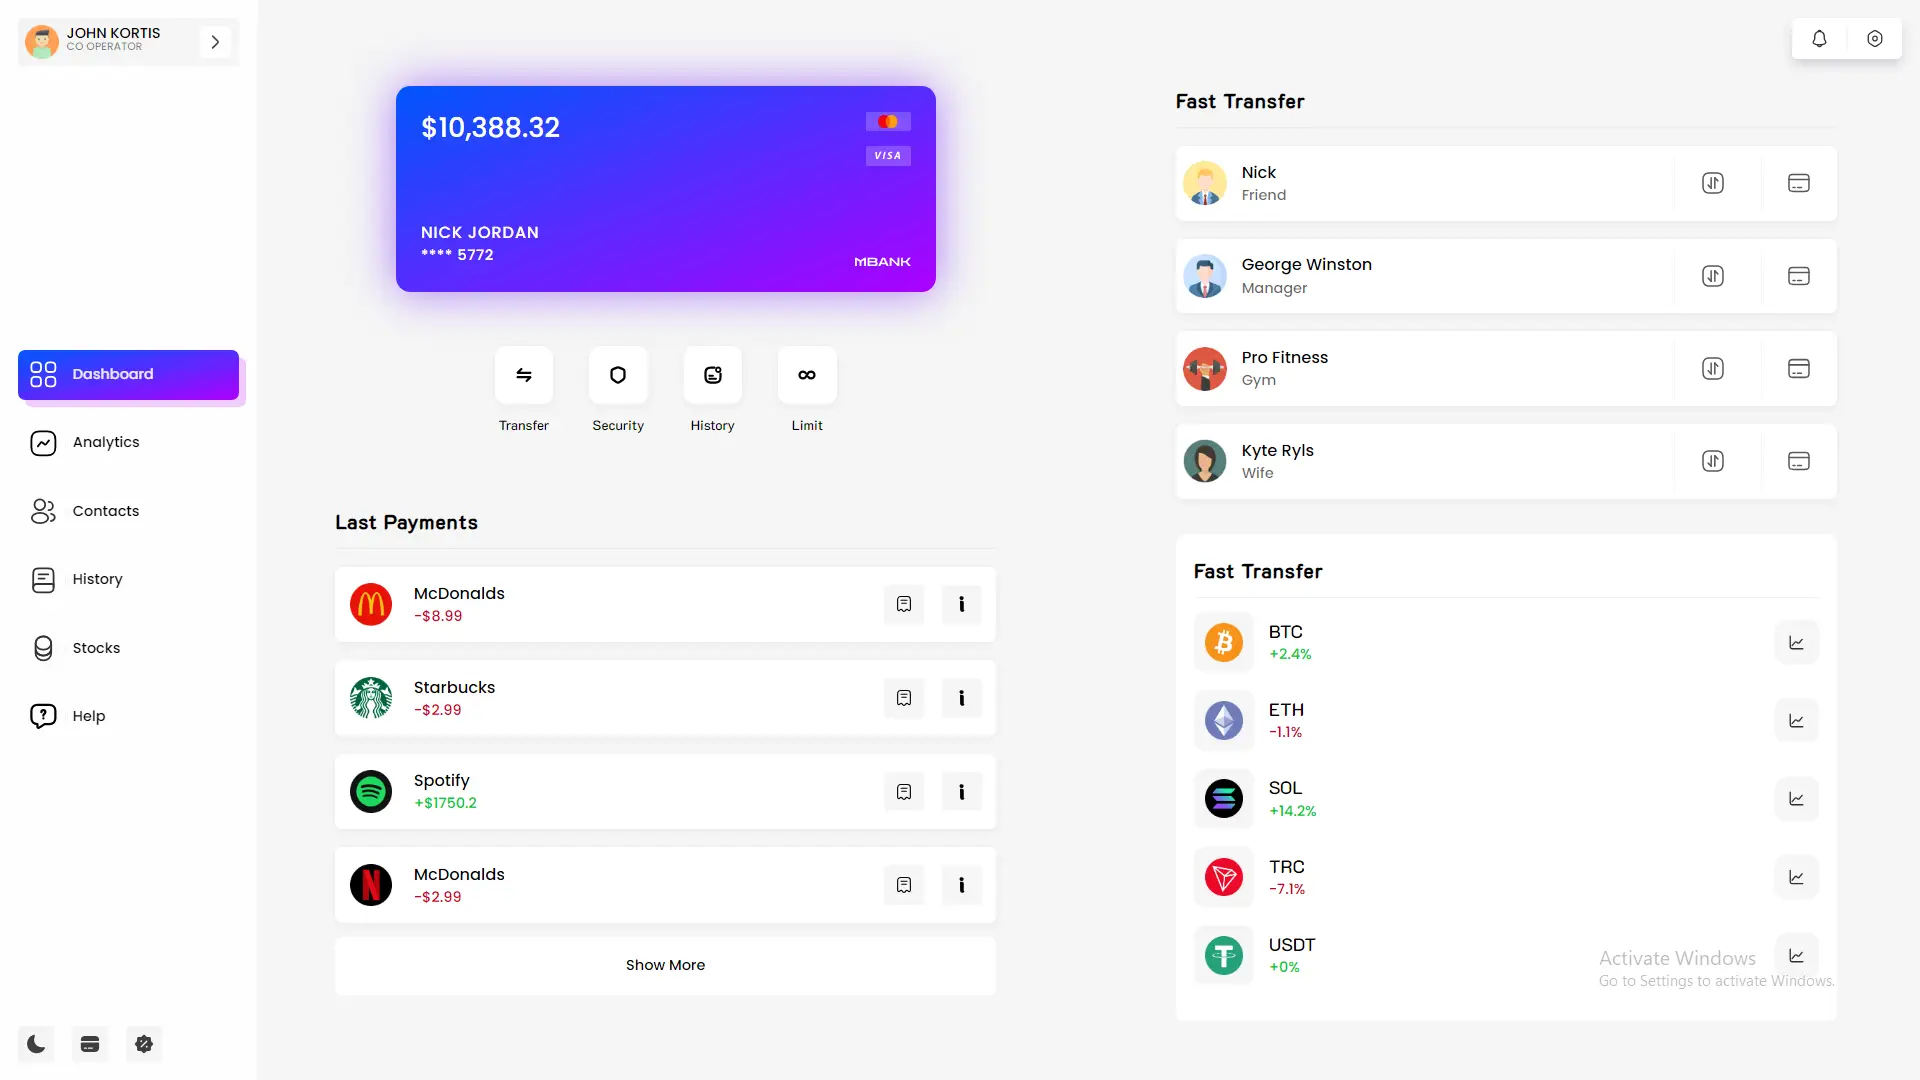 JOHN KORTIS
CO OPERATOR
Dashboard
Analytics
Contacts
History
Stocks
Help
$10,388.32
VISA
NICK JORDAN
**** 5772
MBANK
Transfer
Security
History
Limit
Last Payments
McDonalds
-$8.99
Starbucks
-$2.99
Spotify
+$1750.2
McDonalds
-$2.99
Show More
Fast Transfer
Nick
Friend
George Winston
Manager
Pro Fitness
Gym
Kyte Ryls
Wife
Fast Transfer
BTC
+2.4%
ETH
-1.1%
SOL
+14.2%
TRC
-7.1%
USDT
+0%
Activate Windows
Go to Settings to activate Windows.